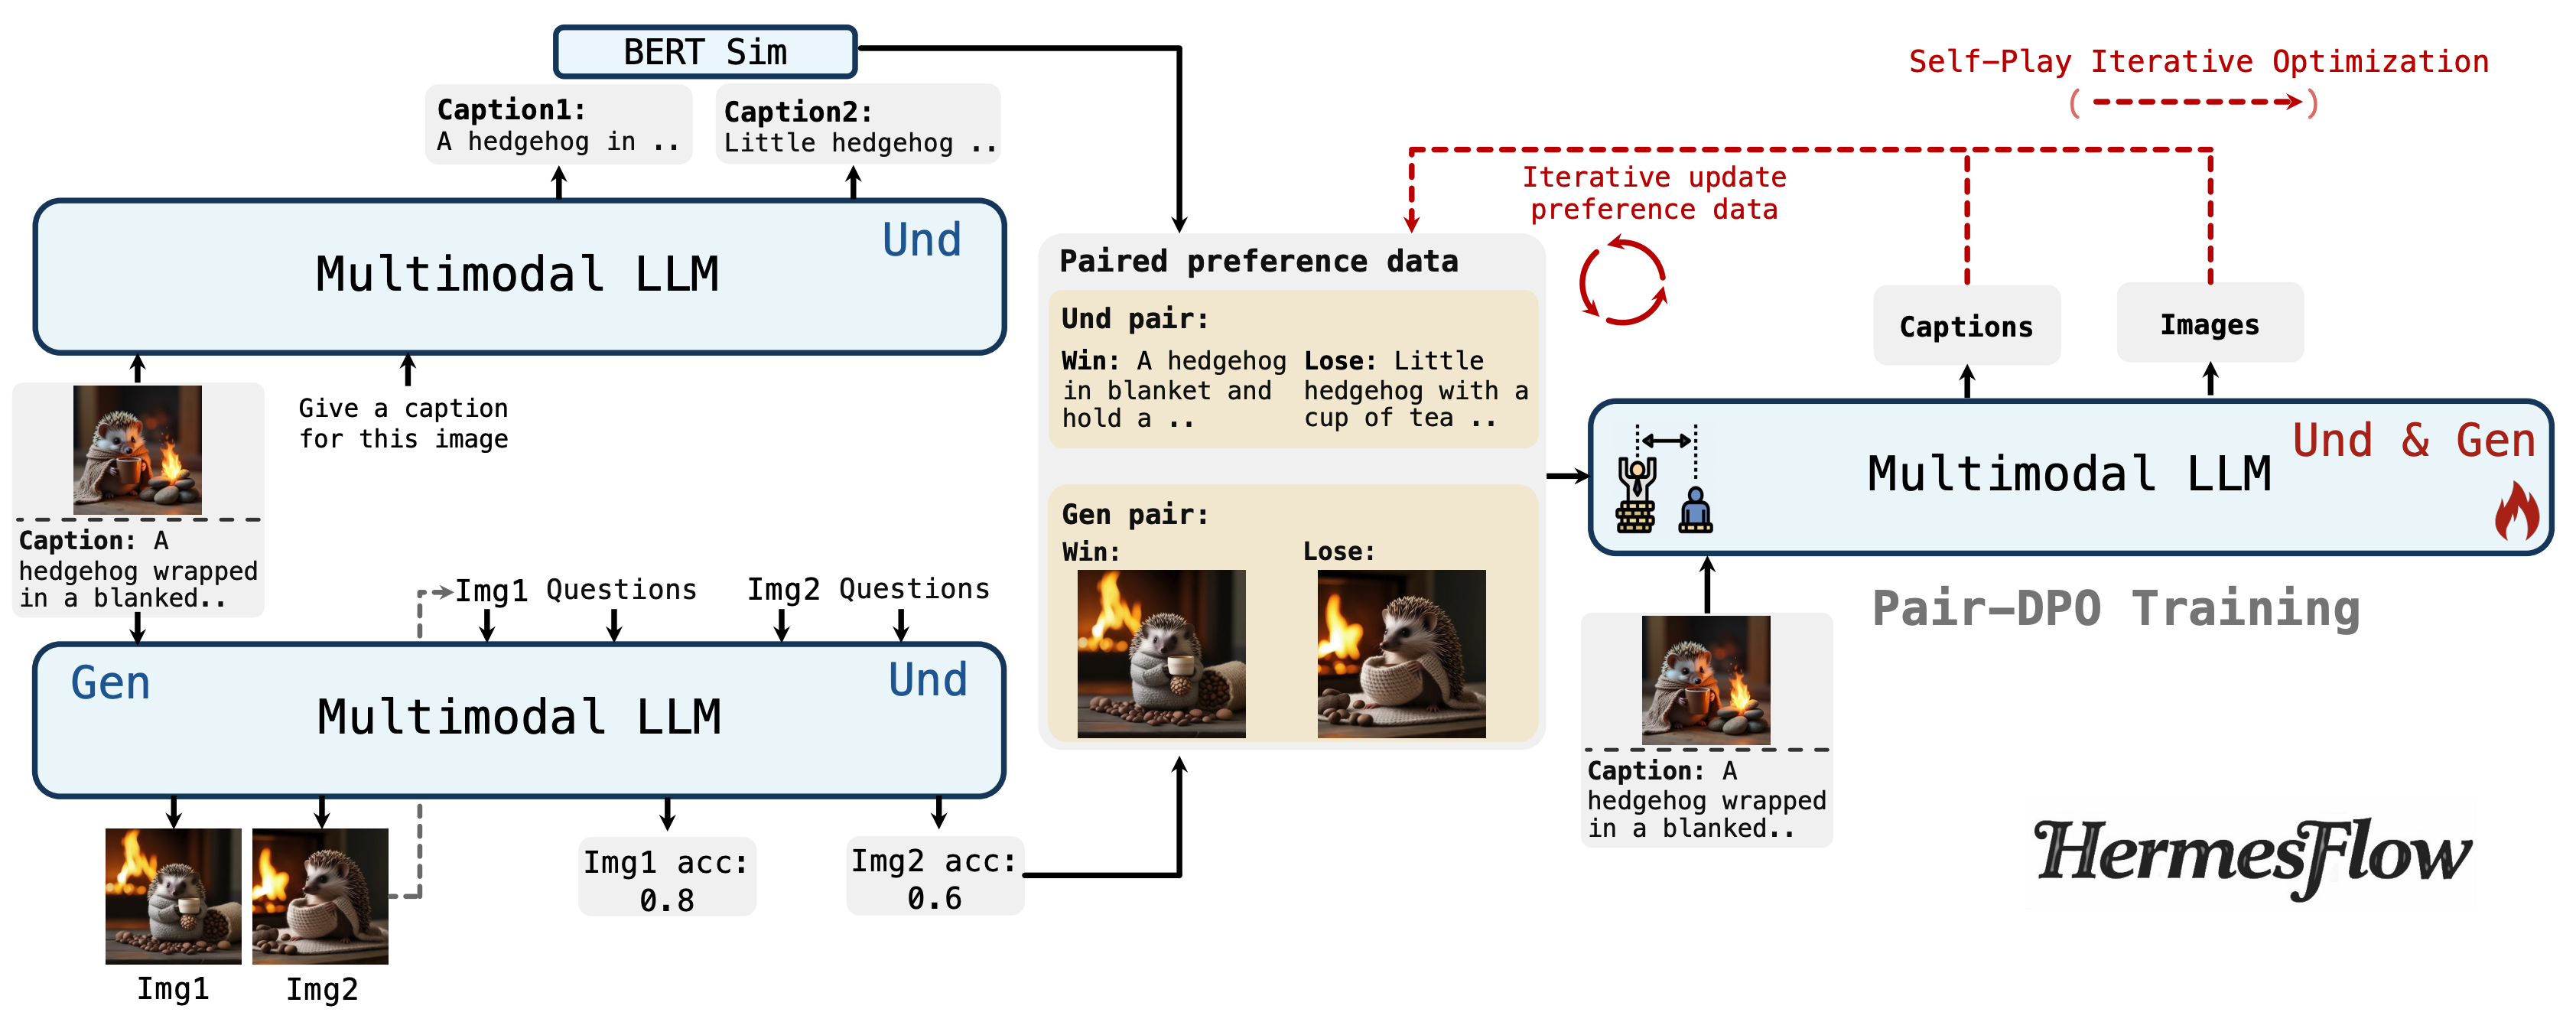 BERT Sim
Caption1:
A hedgehog in ..
Caption2:
Little hedgehog ..
Und
Multimodal LLM
Give a caption
for this image
Caption: A
hedgehog wrapped
in a blanked..
Img1 Questions
Img2 Questions
Gen
Und
Multimodal LLM
Img1
Img2
Img1 acc:
0.8
Img2 acc:
0.6
Paired preference data
Und pair:
Win: A hedgehog
in blanket and
hold a ..
Lose: Little
hedgehog with a
cup of tea ..
Gen pair:
Win:
Lose:
Self-Play Iterative Optimization
( )
Iterative update
preference data
Captions
Images
Und & Gen
Multimodal LLM
Pair-DPO Training
Caption: A
hedgehog wrapped
in a blanked..
HermesFlow